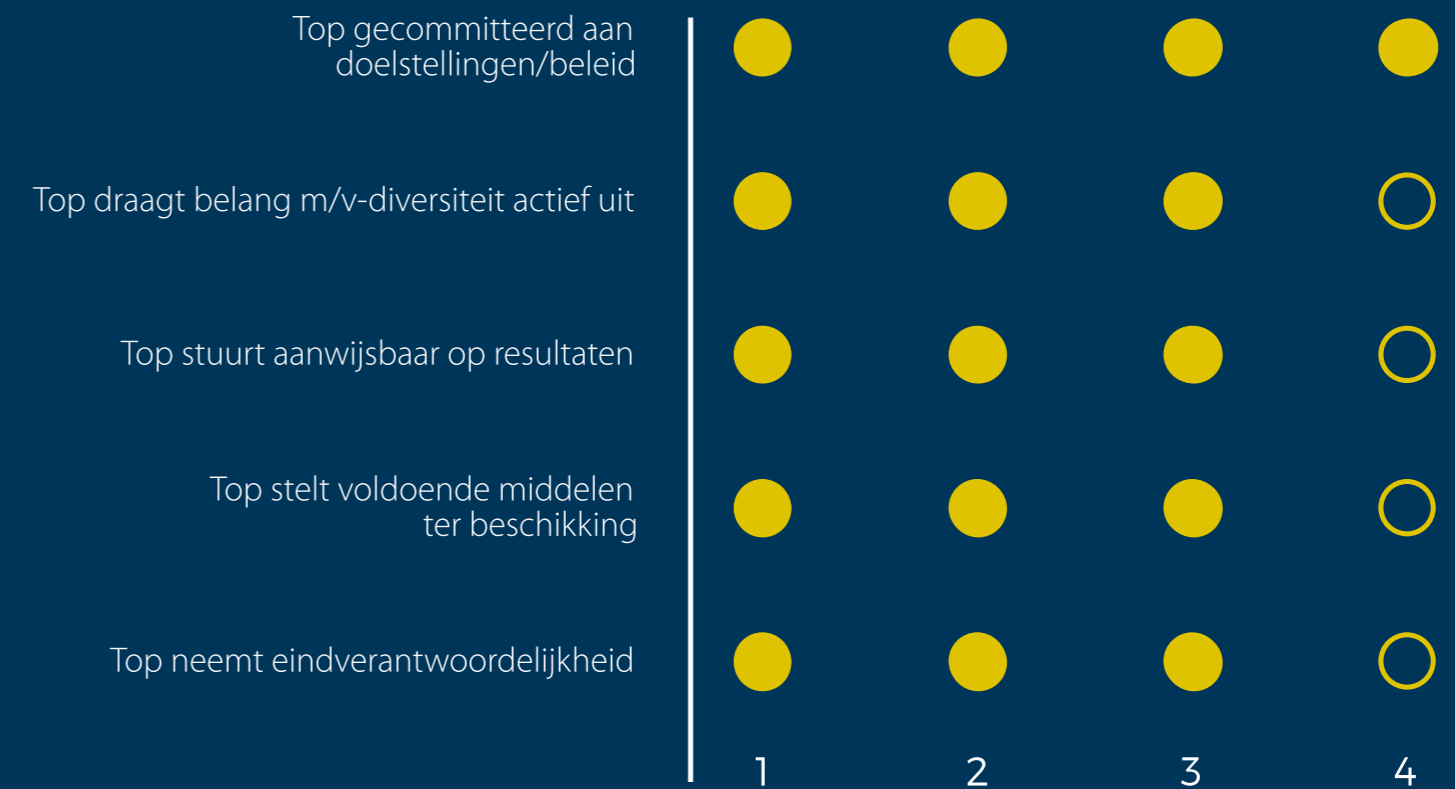 Top gecommitteerd aan
doelstellingen/beleid
Top draagt belang m/v-diversiteit actief uit
Top stuurt aanwijsbaar op resultaten
Top stelt voldoende middelen
ter beschikking
Top neemt eindverantwoordelijkheid
1 2 3 4